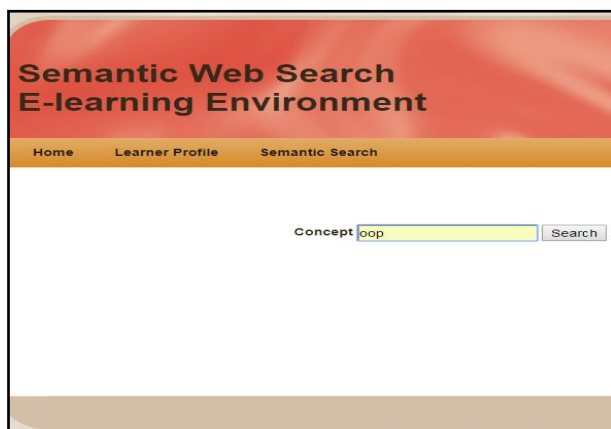 Semantic Web Search
E-learning Environment
Home Learner Profile Semantic Search
Concept oop Search